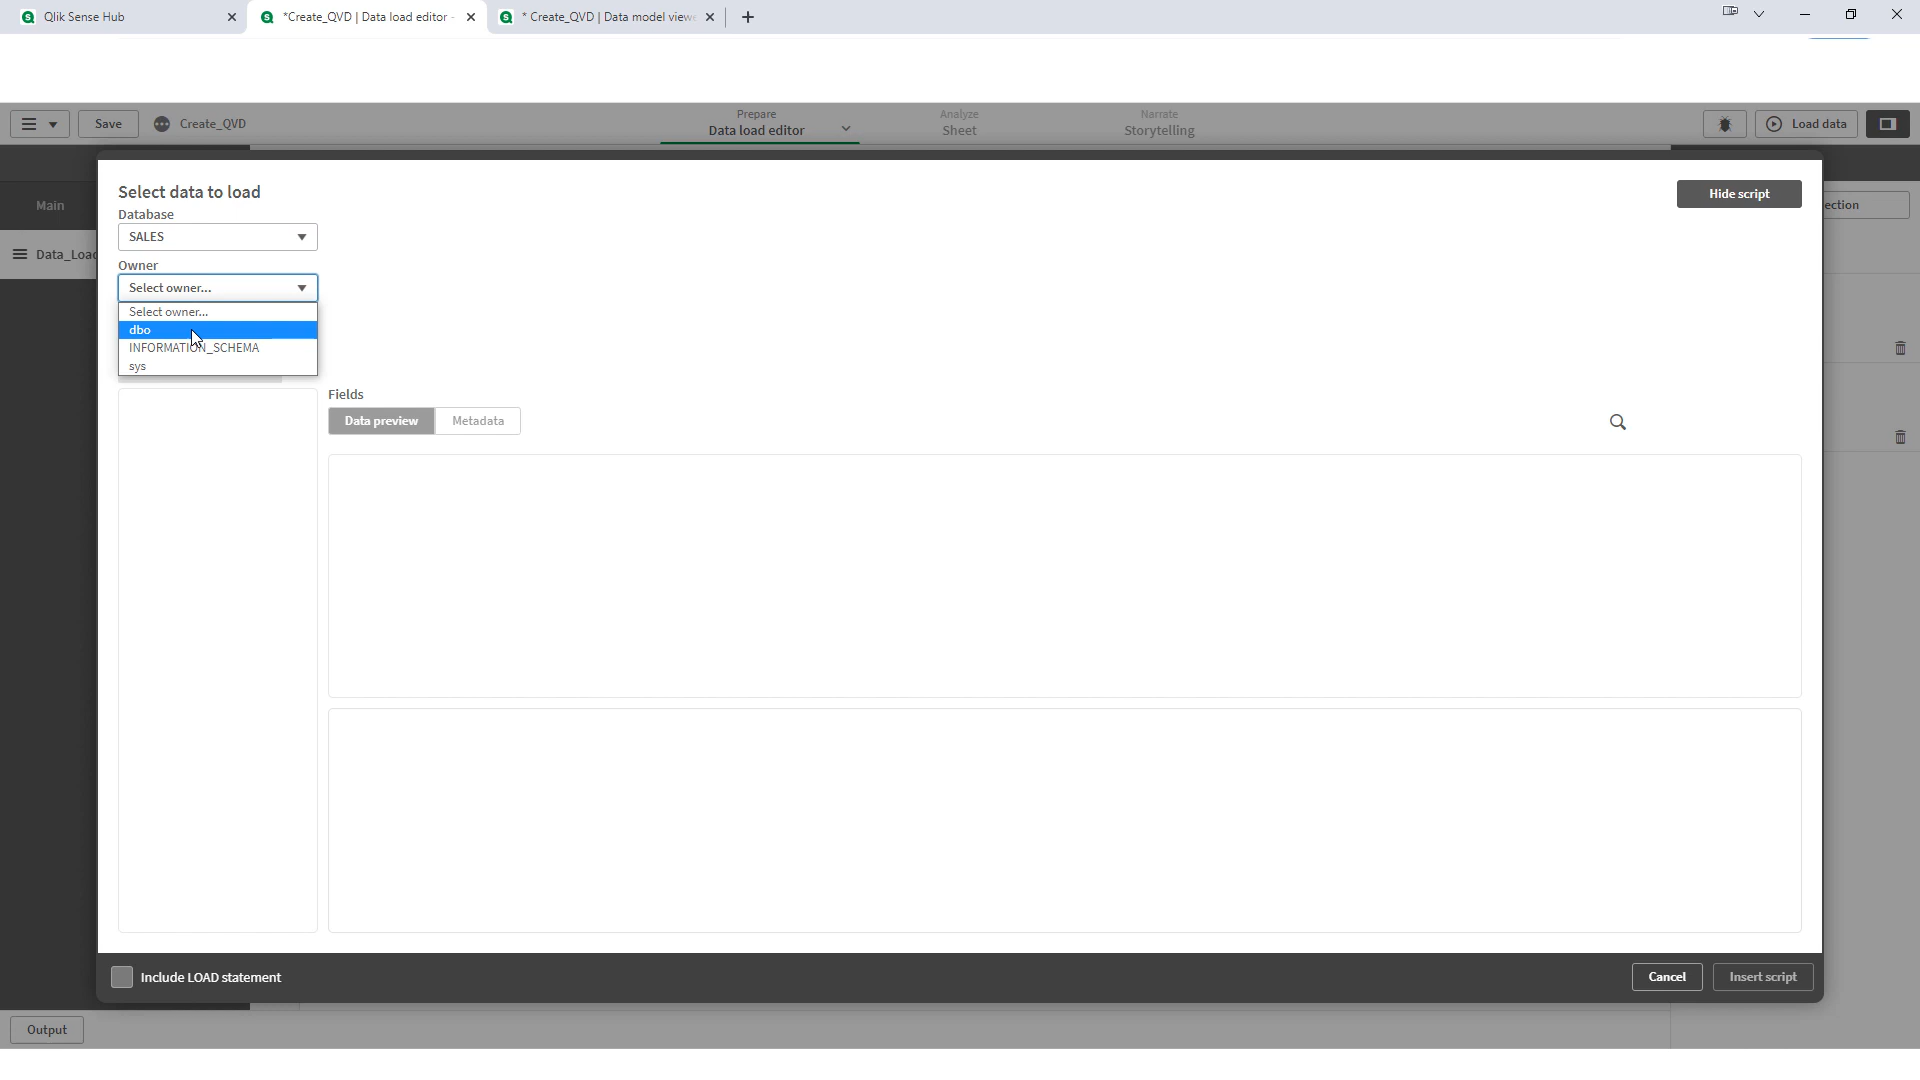 Qlik Sense Hub
*Create_QVD | Data load editor -
* Create_QVD | Data model view
Save
Create_QVD
Prepare
Data load editor
Analyze
Sheet
Narrate
Storytelling
Load data
Main
Data_Load
ection
Select data to load
Hide script
Database
SALES
Owner
Select owner...
Select owner...
dbo
INFORMATION_SCHEMA
sys
Fields
Data preview
Metadata
Include LOAD statement
Cancel
Insert script
Output